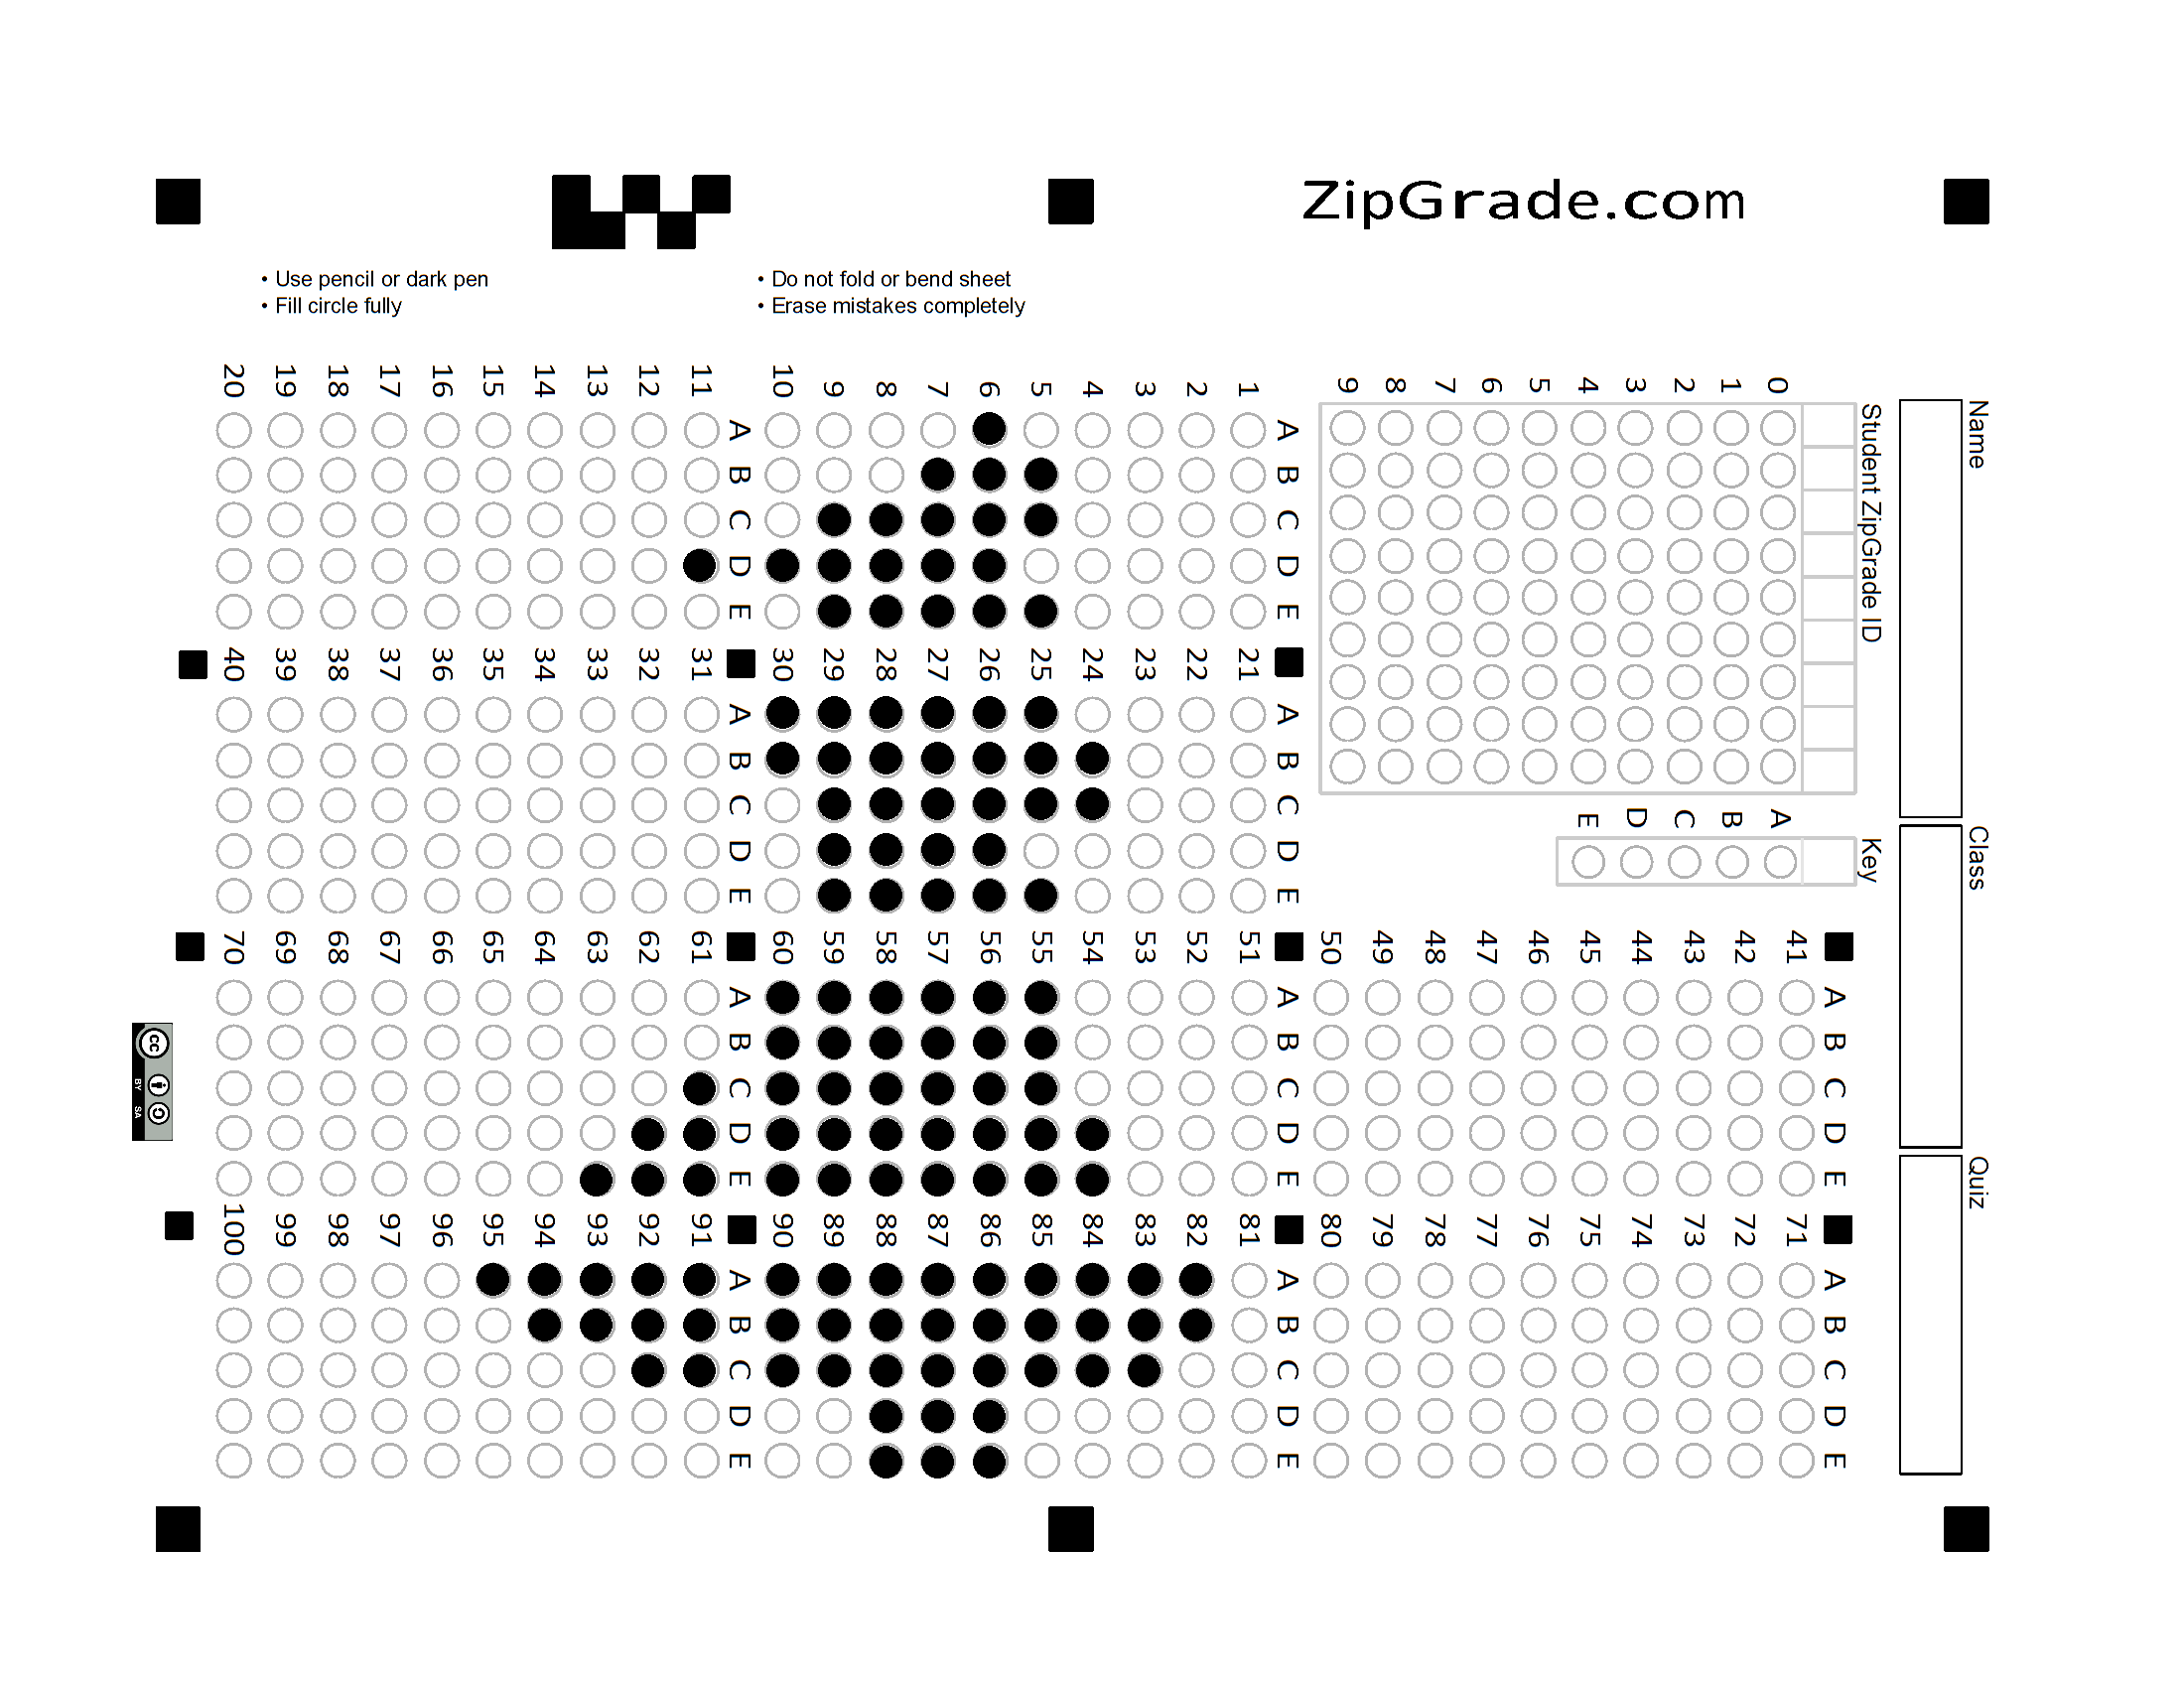 ZipGrade.com
• Use pencil or dark pen
• Fill circle fully
• Do not fold or bend sheet
• Erase mistakes completely
Name
Class
Quiz
Student ZipGrade ID
0 1 2 3 4 5 6 7 8 9
Key
A B C D E
1 2 3 4 5 6 7 8 9 10
A B C D E
11 12 13 14 15 16 17 18 19 20
A B C D E
21 22 23 24 25 26 27 28 29 30
A B C D E
31 32 33 34 35 36 37 38 39 40
A B C D E
41 42 43 44 45 46 47 48 49 50
A B C D E
51 52 53 54 55 56 57 58 59 60
A B C D E
61 62 63 64 65 66 67 68 69 70
A B C D E
71 72 73 74 75 76 77 78 79 80
A B C D E
81 82 83 84 85 86 87 88 89 90
A B C D E
91 92 93 94 95 96 97 98 99 100
A B C D E
cc BY SA